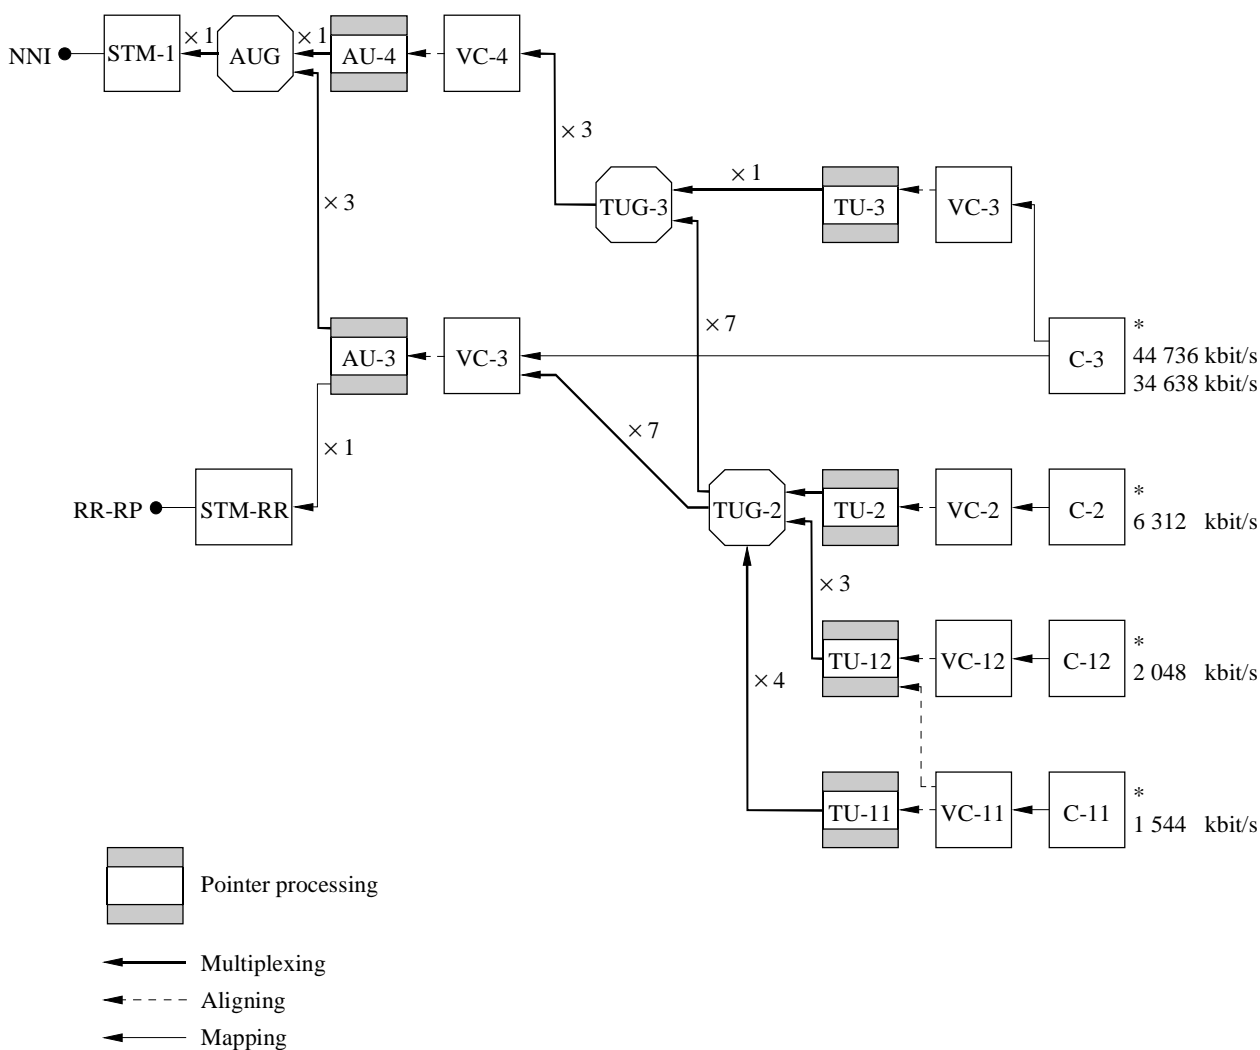 NNI
STM-1
× 1
AUG
× 1
AU-4
VC-4
× 3
TUG-3
× 1
TU-3
VC-3
× 3
× 7
AU-3
VC-3
C-3
*
44 736 kbit/s
34 638 kbit/s
× 1
× 7
RR-RP
STM-RR
TUG-2
TU-2
VC-2
C-2
*
6 312 kbit/s
× 3
TU-12
VC-12
C-12
*
2 048 kbit/s
× 4
TU-11
VC-11
C-11
*
1 544 kbit/s
Pointer processing
Multiplexing
Aligning
Mapping